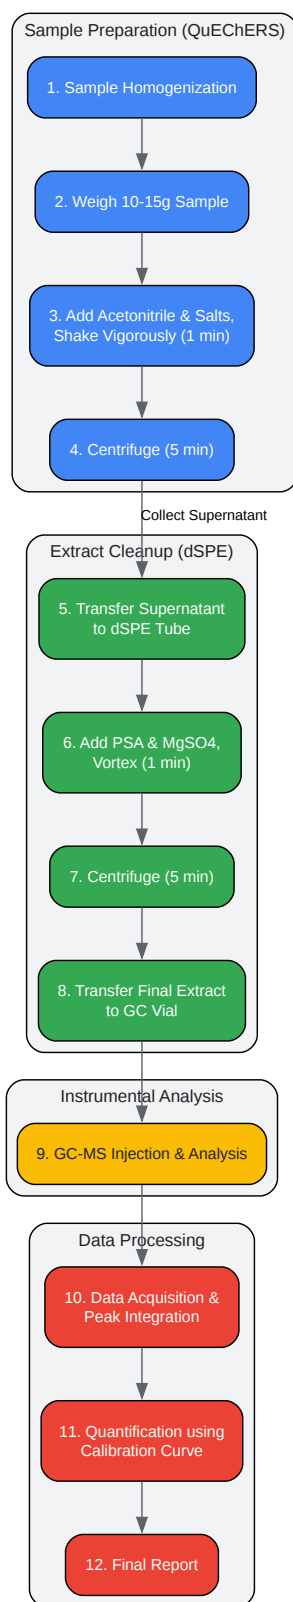 Sample Preparation (QuEChERS)
1. Sample Homogenization
2. Weigh 10-15g Sample
3. Add Acetonitrile & Salts,
Shake Vigorously (1 min)
4. Centrifuge (5 min)
Collect Supernatant
Extract Cleanup (dSPE)
5. Transfer Supernatant
to dSPE Tube
6. Add PSA & MgSO4,
Vortex (1 min)
7. Centrifuge (5 min)
8. Transfer Final Extract
to GC Vial
Instrumental Analysis
9. GC-MS Injection & Analysis
Data Processing
10. Data Acquisition &
Peak Integration
11. Quantification using
Calibration Curve
12. Final Report